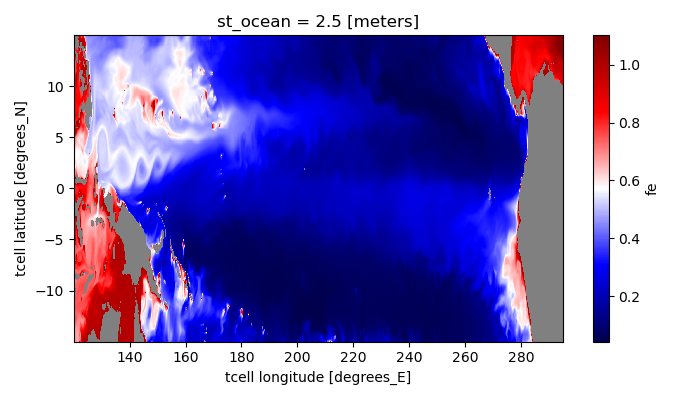 st_ocean = 2.5 [meters]
10
5
0
−5
−10
tcell latitude [degrees_N]
140 160 180 200 220 240 260 280
tcell longitude [degrees_E]
1.0
0.8
0.6
0.4
0.2
fe